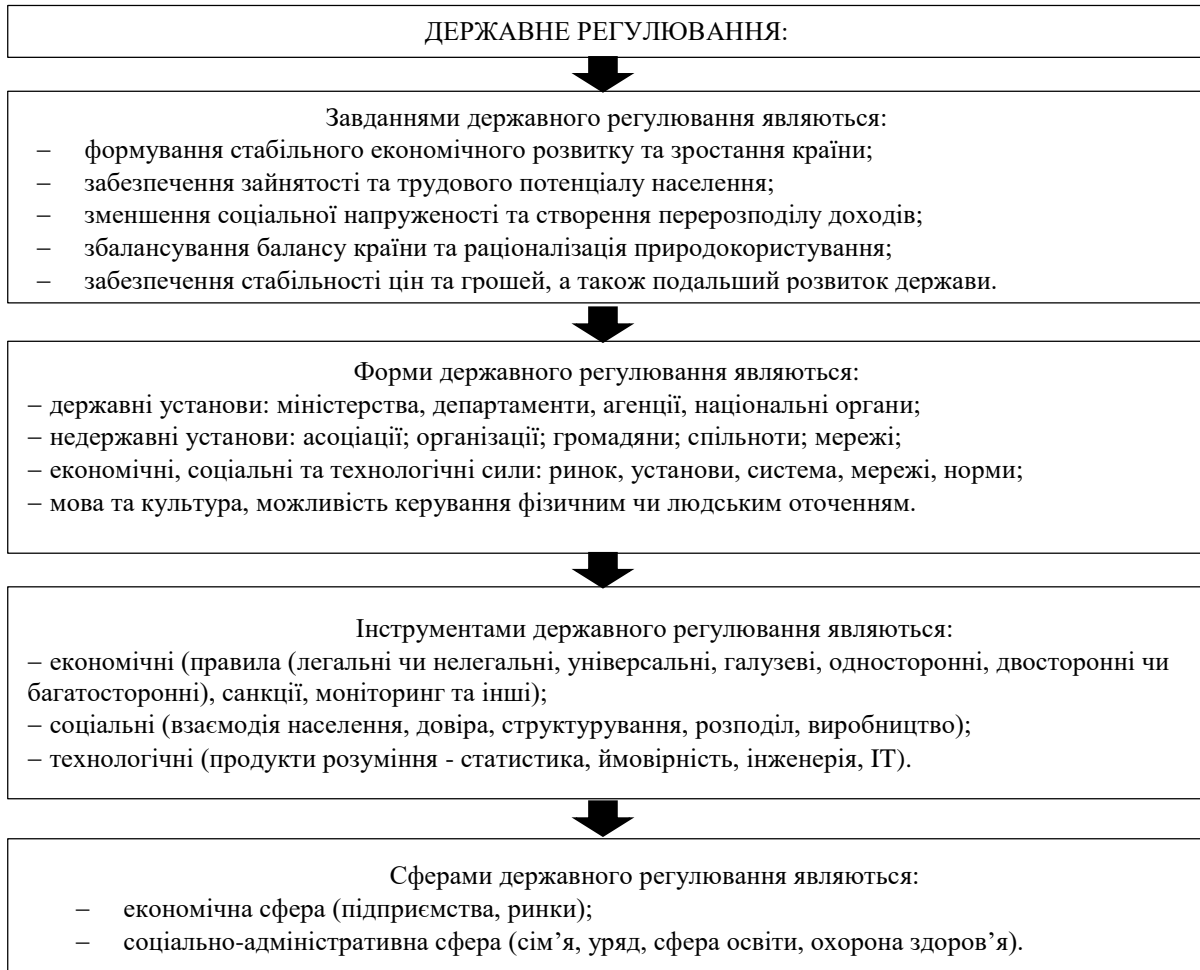 ДЕРЖАВНЕ РЕГУЛЮВАННЯ:
Завданнями державного регулювання являються:
– формування стабільного економічного розвитку та зростання країни;
– забезпечення зайнятості та трудового потенціалу населення;
– зменшення соціальної напруженості та створення перерозподілу доходів;
– збалансування балансу країни та раціоналізація природокористування;
– забезпечення стабільності цін та грошей, а також подальший розвиток держави.
Форми державного регулювання являються:
– державні установи: міністерства, департаменти, агенції, національні органи;
– недержавні установи: асоціації; організації; громадяни; спільноти; мережі;
– економічні, соціальні та технологічні сили: ринок, установи, система, мережі, норми;
– мова та культура, можливість керування фізичним чи людським оточенням.
Інструментами державного регулювання являються:
– економічні (правила (легальні чи нелегальні, універсальні, галузеві, односторонні, двосторонні чи
багатосторонні), санкції, моніторинг та інші);
– соціальні (взаємодія населення, довіра, структурування, розподіл, виробництво);
– технологічні (продукти розуміння - статистика, ймовірність, інженерія, ІТ).
Сферами державного регулювання являються:
– економічна сфера (підприємства, ринки);
– соціально-адміністративна сфера (сім’я, уряд, сфера освіти, охорона здоров’я).